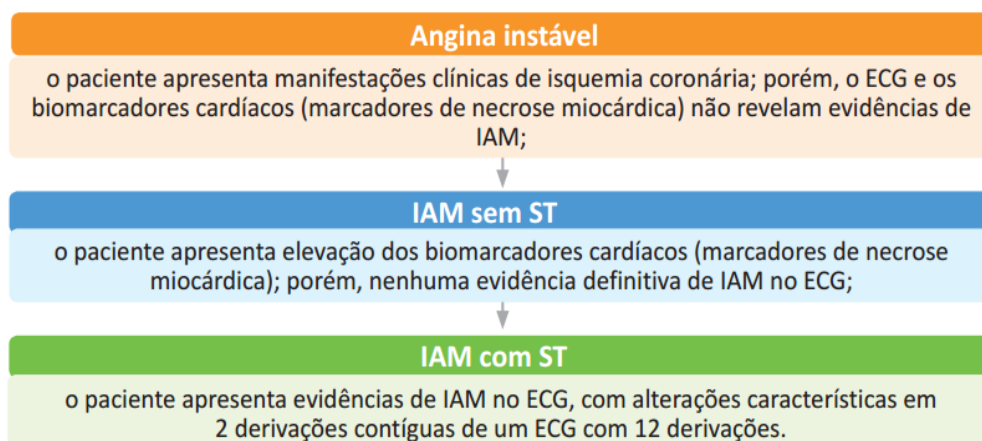 Angina instável
o paciente apresenta manifestações clínicas de isquemia coronária; porém, o ECG e os
biomarcadores cardíacos (marcadores de necrose miocárdica) não revelam evidências de
IAM;
IAM sem ST
o paciente apresenta elevação dos biomarcadores cardíacos (marcadores de necrose
miocárdica); porém, nenhuma evidência definitiva de IAM no ECG;
IAM com ST
o paciente apresenta evidências de IAM no ECG, com alterações características em
2 derivações contíguas de um ECG com 12 derivações.